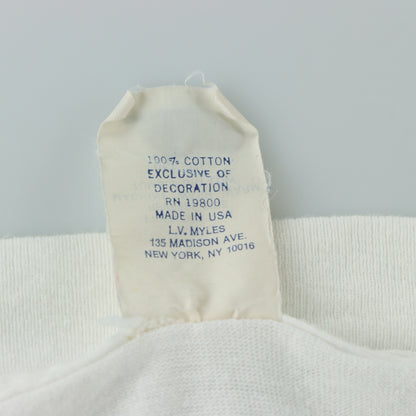 100% COTTON
EXCLUSIVE OF
DECORATION
RN 19800
MADE IN USA
L.V. MYLES
135 MADISON AVE.
NEW YORK, NY 10016